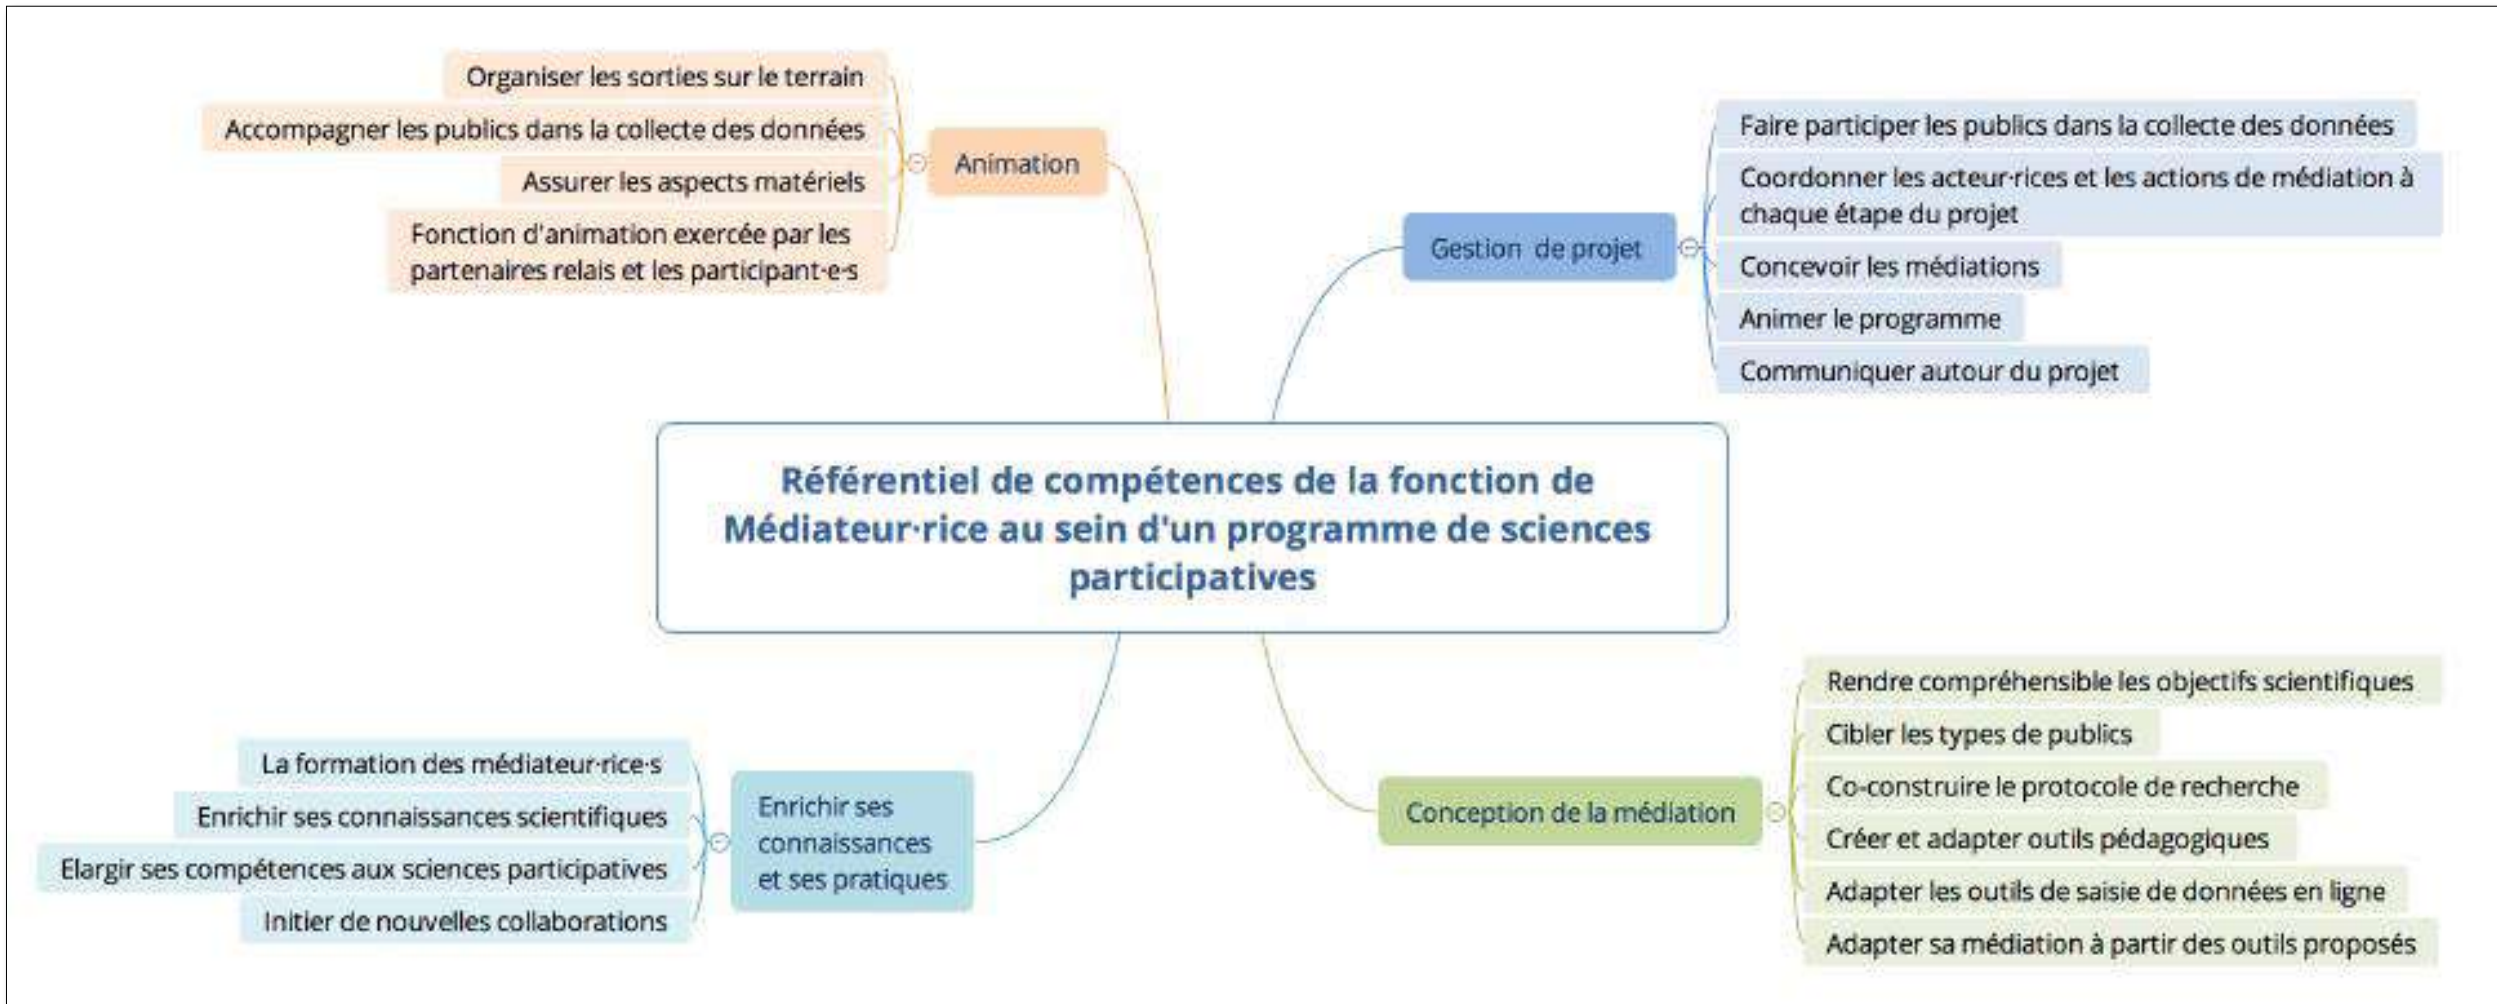 Organiser les sorties sur le terrain
Accompagner les publics dans la collecte des données
Assurer les aspects matériels
Fonction d'animation exercée par les
partenaires relais et les participant·e·s
Animation
Gestion de projet
Faire participer les publics dans la collecte des données
Coordonner les acteur·rices et les actions de médiation à
chaque étape du projet
Concevoir les médiations
Animer le programme
Communiquer autour du projet
Référentiel de compétences de la fonction de
Médiateur·rice au sein d'un programme de sciences
participatives
La formation des médiateur·rice·s
Enrichir ses connaissances scientifiques
Elargir ses compétences aux sciences participatives
Initier de nouvelles collaborations
Enrichir ses
connaissances
et ses pratiques
Conception de la médiation
Rendre compréhensible les objectifs scientifiques
Cibler les types de publics
Co-construire le protocole de recherche
Créer et adapter outils pédagogiques
Adapter les outils de saisie de données en ligne
Adapter sa médiation à partir des outils proposés